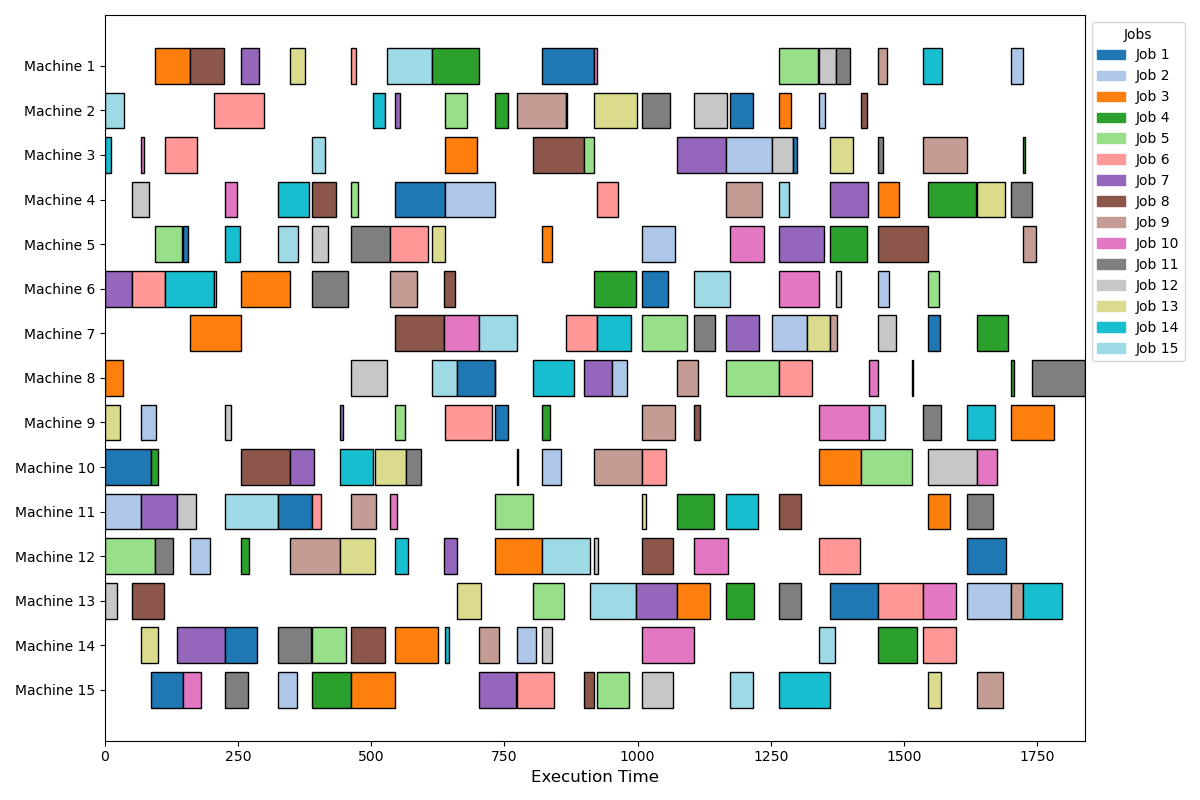 Machine 1
Machine 2
Machine 3
Machine 4
Machine 5
Machine 6
Machine 7
Machine 8
Machine 9
Machine 10
Machine 11
Machine 12
Machine 13
Machine 14
Machine 15
0 250 500 750 1000 1250 1500 1750
Execution Time
Jobs
Job 1
Job 2
Job 3
Job 4
Job 5
Job 6
Job 7
Job 8
Job 9
Job 10
Job 11
Job 12
Job 13
Job 14
Job 15